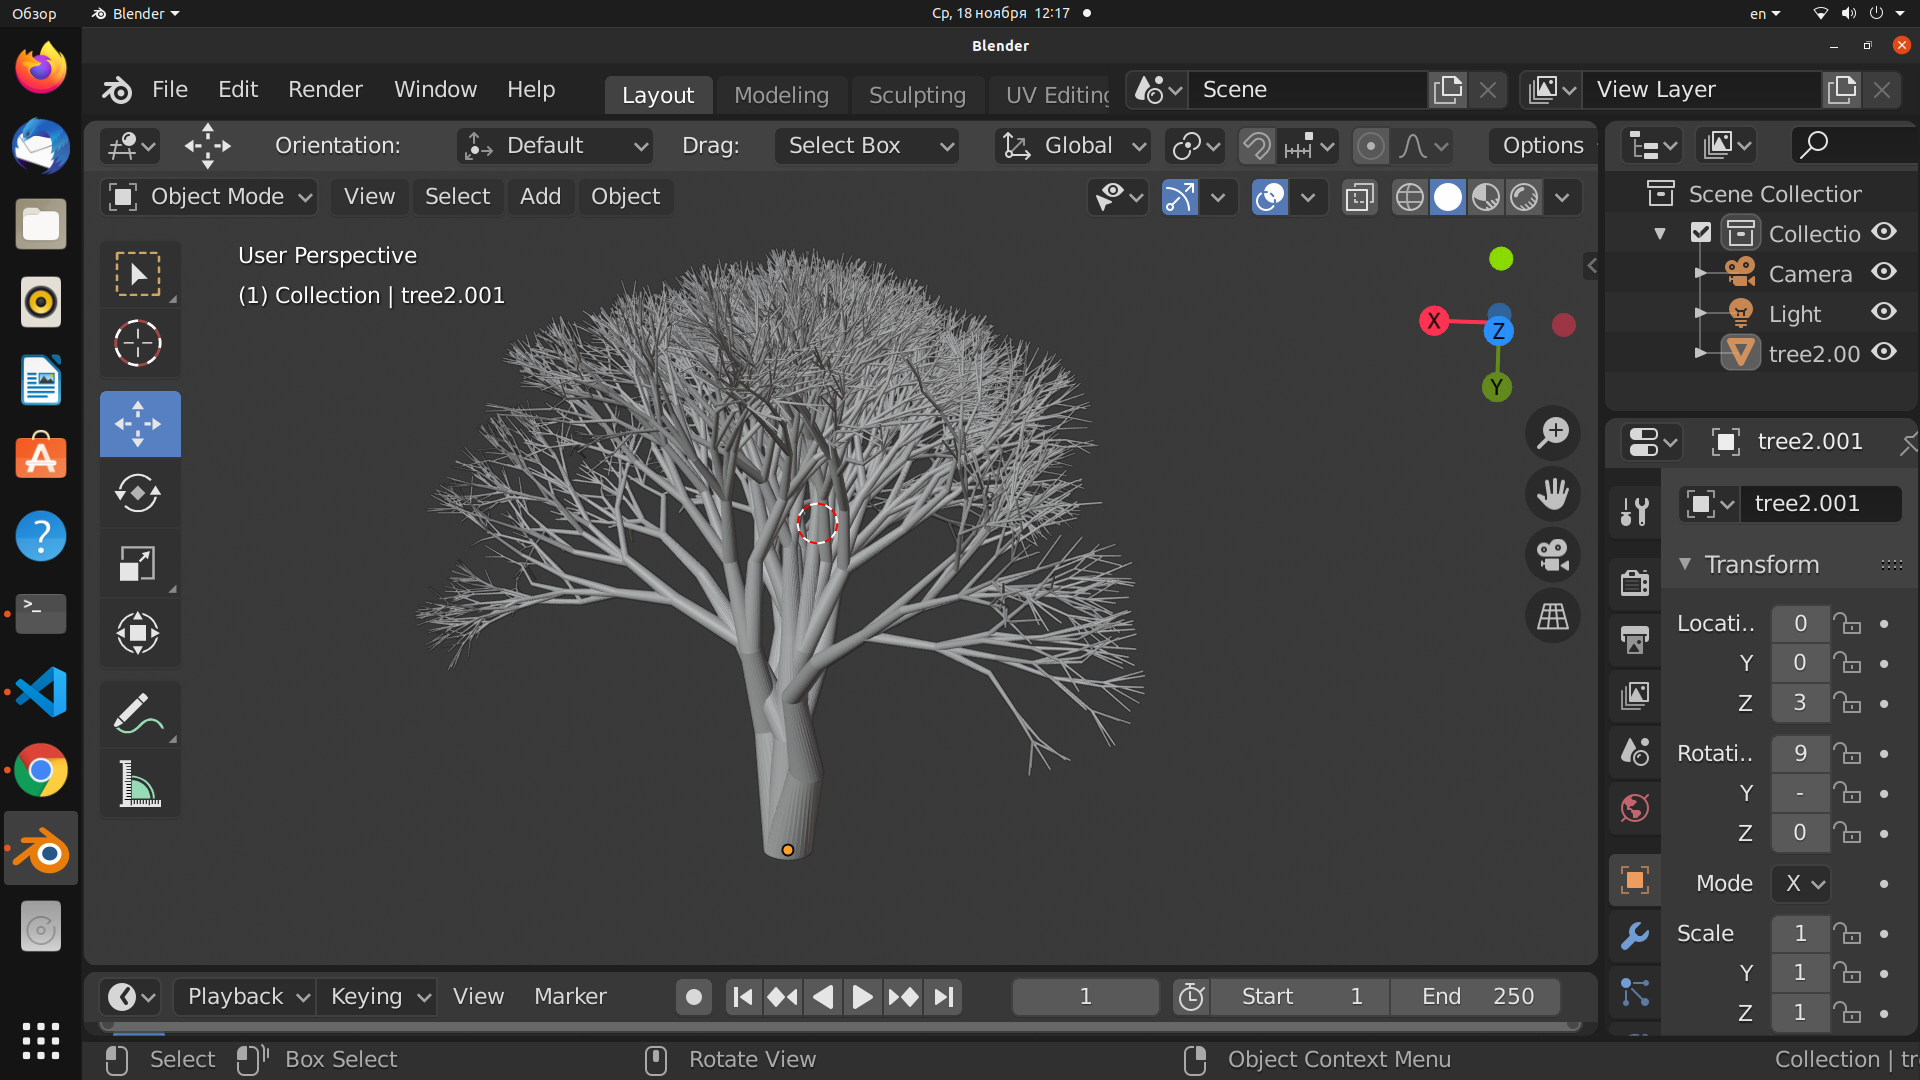 Обзор Blender Ср, 18 ноября 12:17 en
Blender
File Edit Render Window Help Layout Modeling Sculpting UV Editing Scene View Layer
Orientation: Default Drag: Select Box Global Options
Object Mode View Select Add Object
User Perspective
(1) Collection | tree2.001
X
Z
Y
Scene Collection
Collectio
Camera
Light
tree2.00
tree2.001
tree2.001
Transform
Locati.. 0
Y 0
Z 3
Rotati.. 9
Y -
Z 0
Mode X
Scale 1
Y 1
Z 1
Playback Keying View Marker 1 Start 1 End 250
Select Box Select Rotate View Object Context Menu Collection | tr